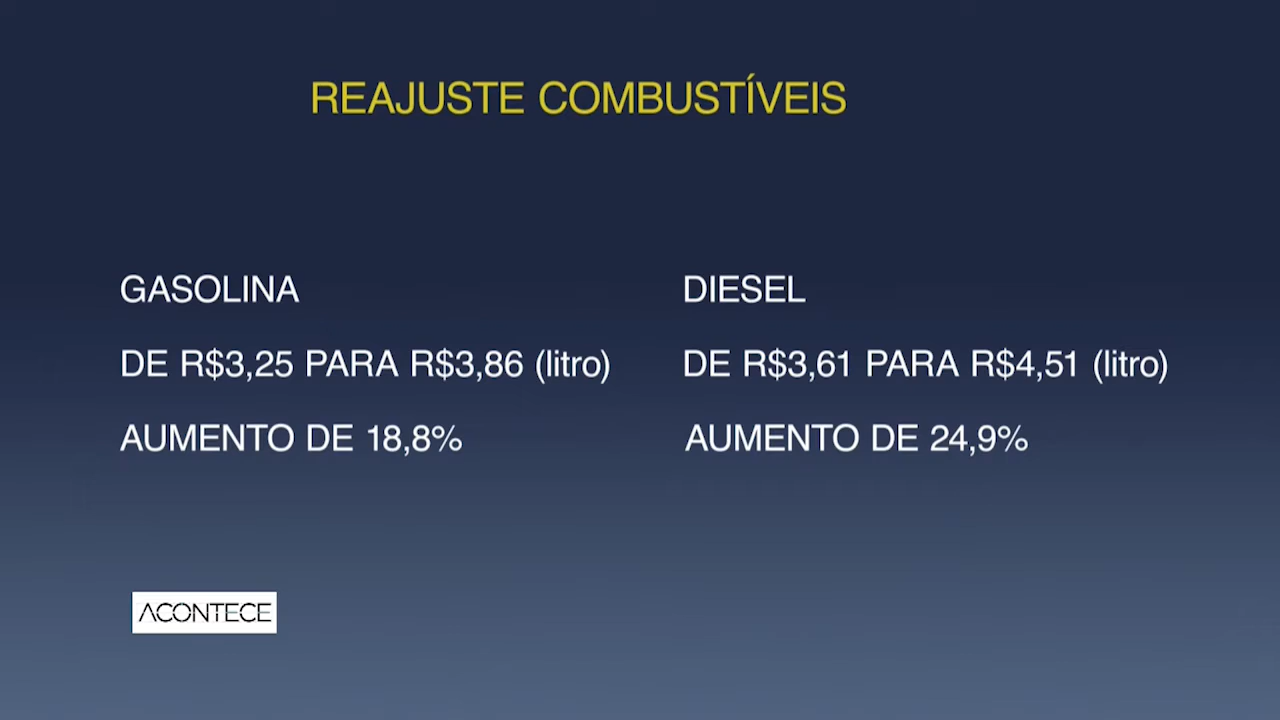 REAJUSTE COMBUSTÍVEIS
GASOLINA
DE R$3,25 PARA R$3,86 (litro)
AUMENTO DE 18,8%
DIESEL
DE R$3,61 PARA R$4,51 (litro)
AUMENTO DE 24,9%
ACONTECE